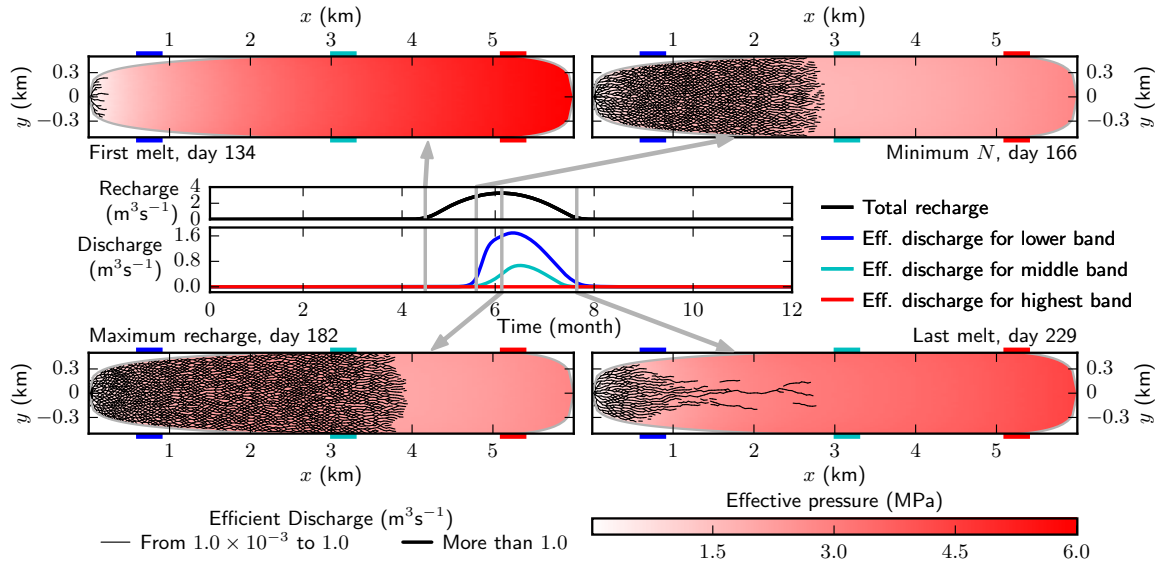 x (km)
x (km)
1 2 3 4 5
1 2 3 4 5
y (km)
0.3
0
−0.3
0.3
0
−0.3
y (km)
First melt, day 134
Minimum N, day 166
Recharge
(m³s⁻¹)
4
2
0
Discharge
(m³s⁻¹)
1.6
0.8
0.0
0 2 4 6 8 10 12
Time (month)
Total recharge
Eff. discharge for lower band
Eff. discharge for middle band
Eff. discharge for highest band
Maximum recharge, day 182
Last melt, day 229
y (km)
0.3
0
−0.3
0.3
0
−0.3
y (km)
1 2 3 4 5
1 2 3 4 5
x (km)
x (km)
Efficient Discharge (m³s⁻¹)
From 1.0 × 10⁻³ to 1.0
More than 1.0
Effective pressure (MPa)
1.5 3.0 4.5 6.0